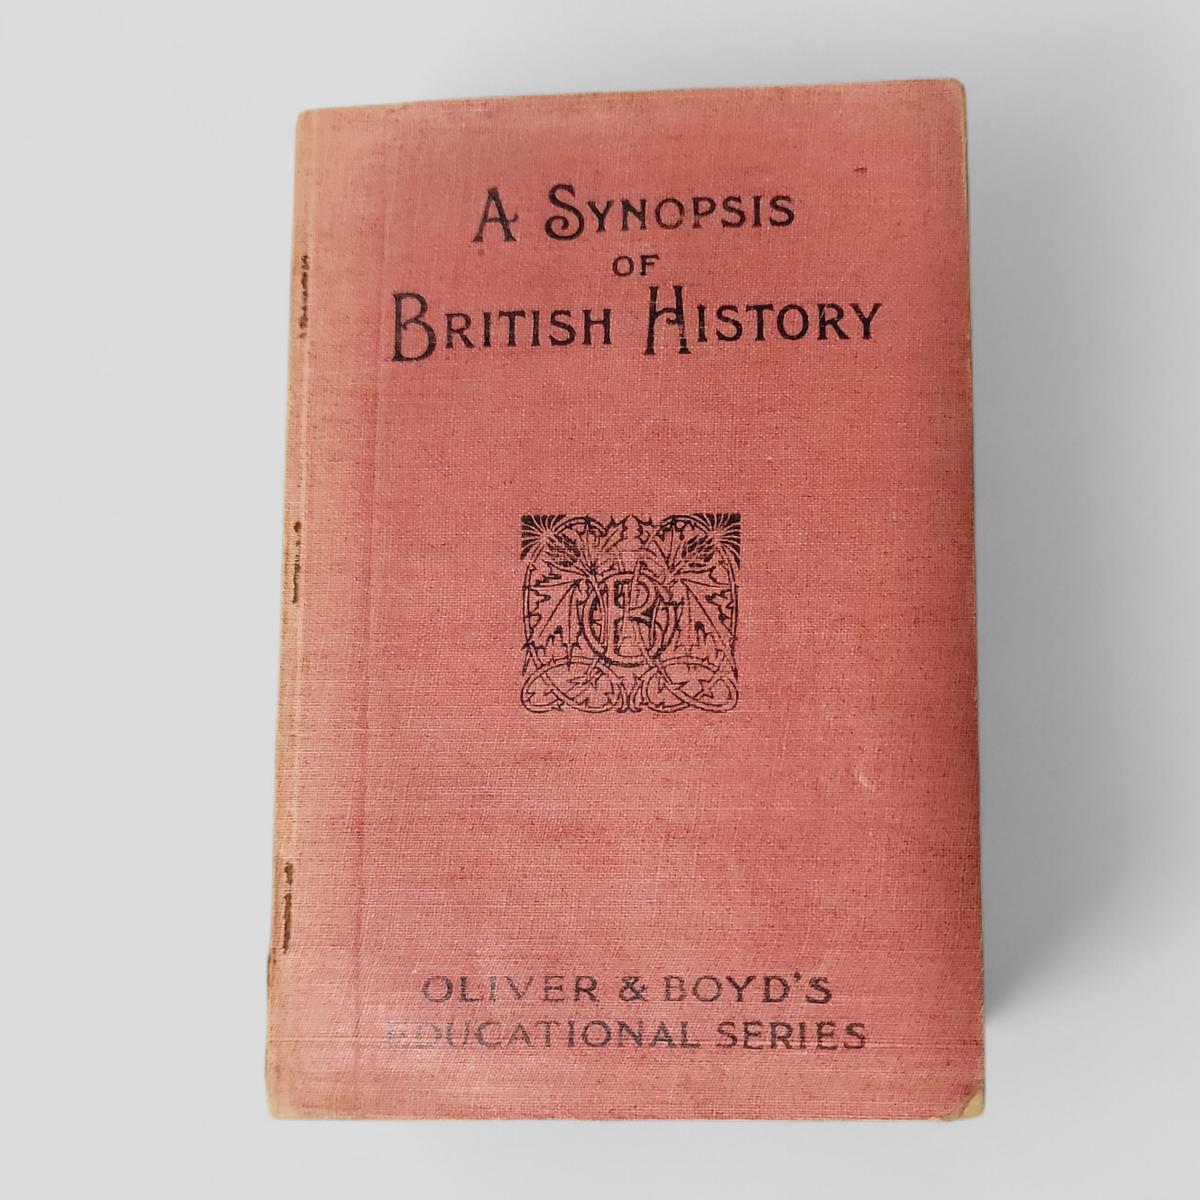 A SYNOPSIS
OF
BRITISH HISTORY
OLIVER & BOYD'S
EDUCATIONAL SERIES